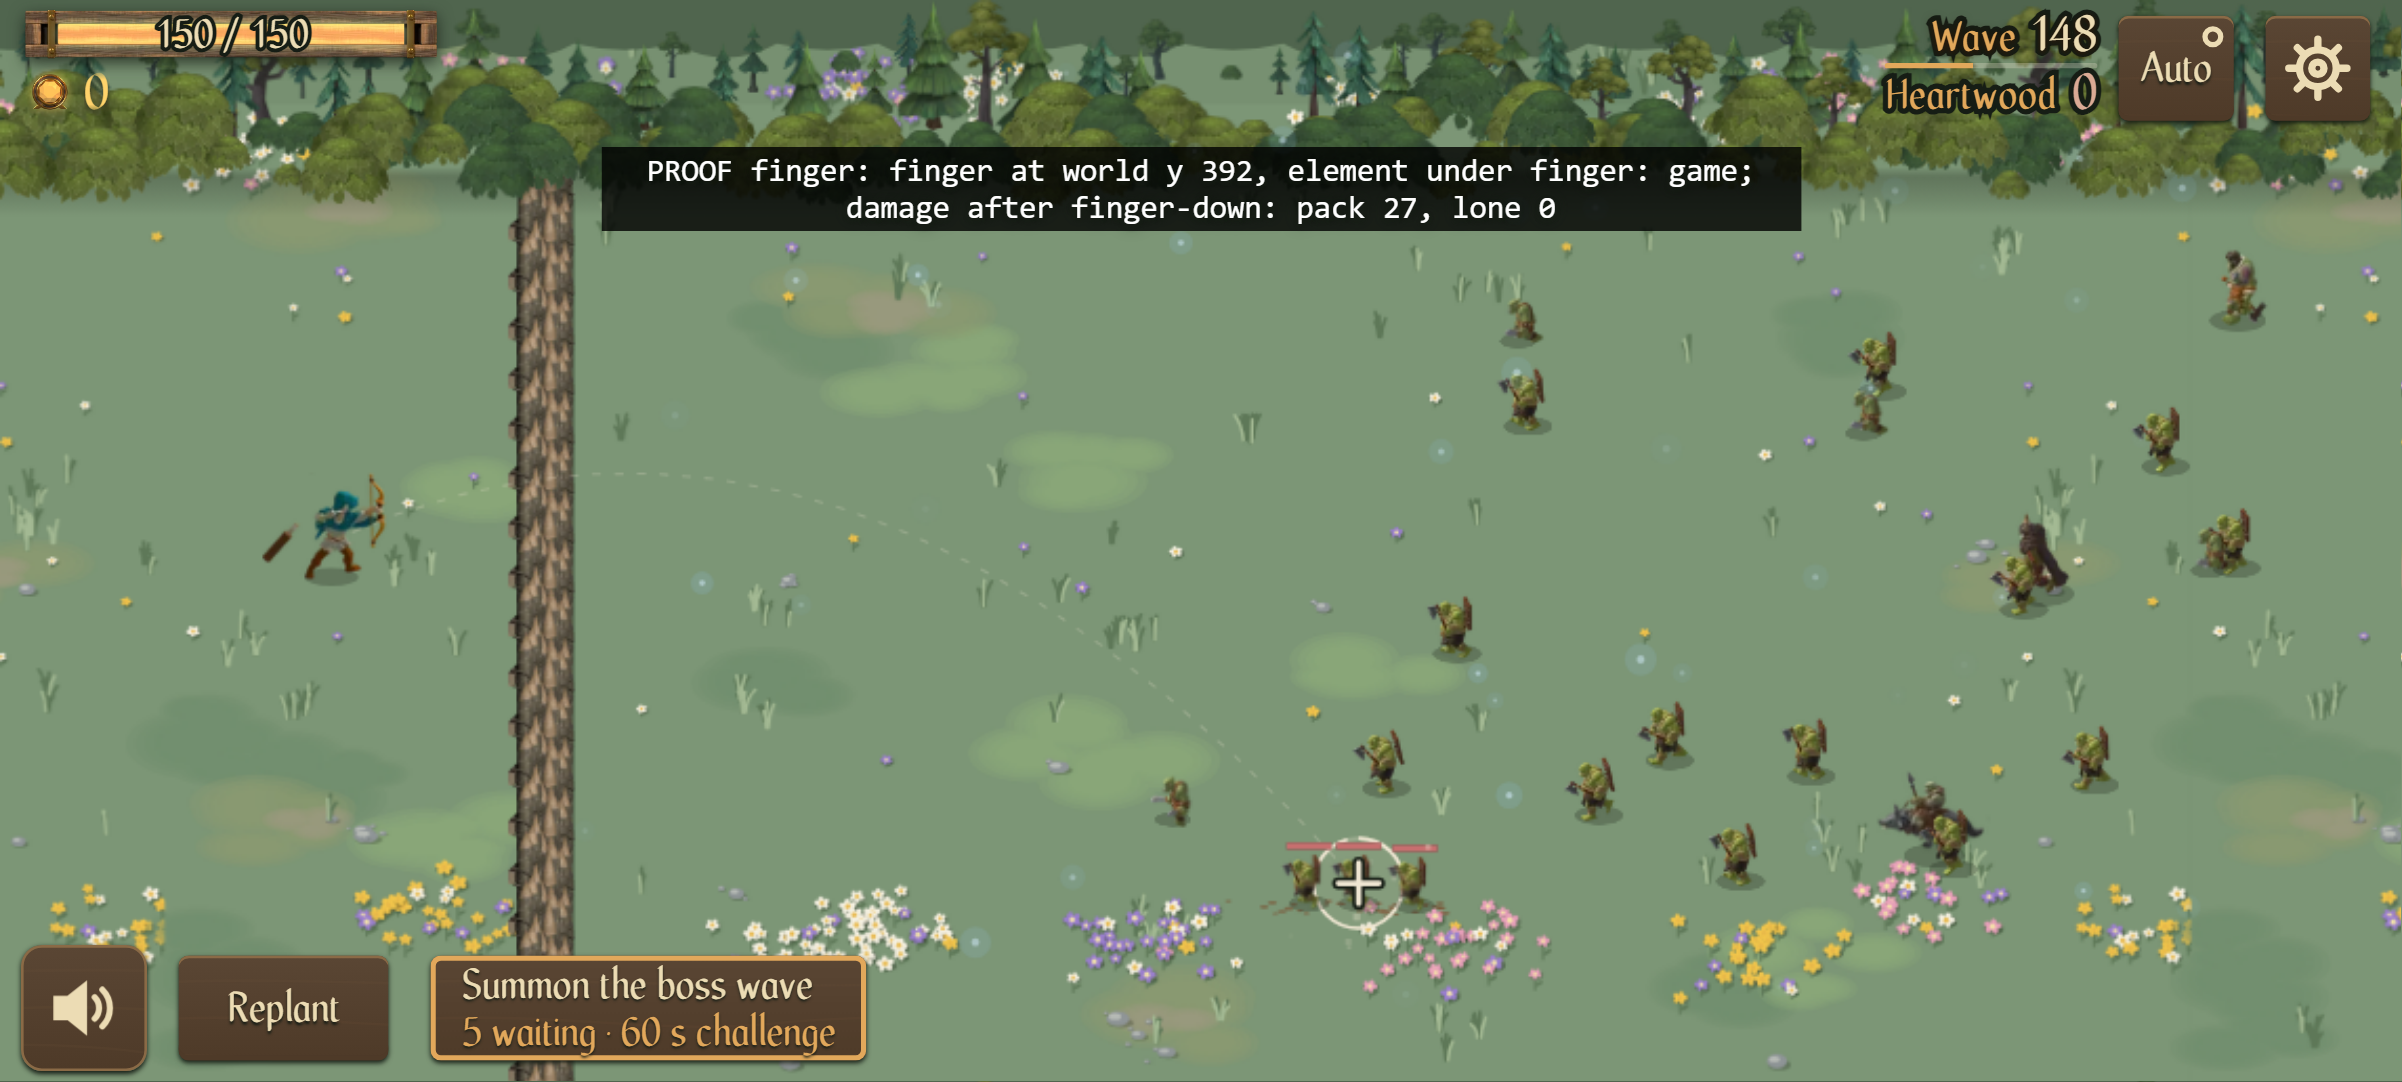 150 / 150
0
Wave 148
Heartwood 0
Auto
PROOF finger: finger at world y 392, element under finger: game;
damage after finger-down: pack 27, lone 0
Replant
Summon the boss wave
5 waiting · 60 s challenge